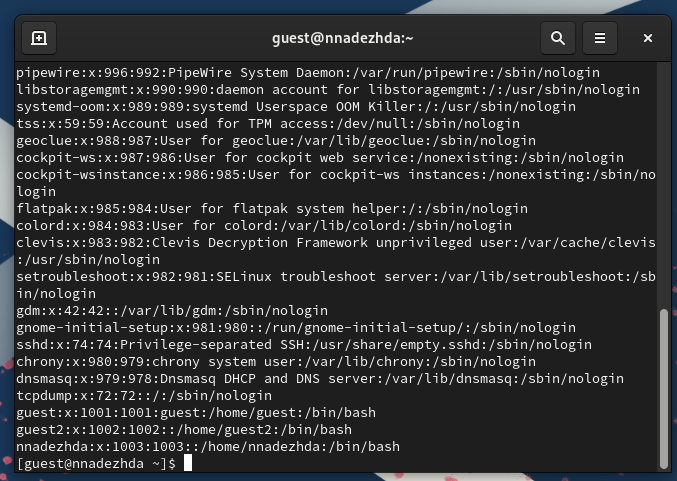 guest@nnadezhda:~
pipewire:x:996:992:PipeWire System Daemon:/var/run/pipewire:/sbin/nologin
libstoragemgmt:x:990:990:daemon account for libstoragemgmt:/:/usr/sbin/nologin
systemd-oom:x:989:989:systemd Userspace OOM Killer:/:/usr/sbin/nologin
tss:x:59:59:Account used for TPM access:/dev/null:/sbin/nologin
geoclue:x:988:987:User for geoclue:/var/lib/geoclue:/sbin/nologin
cockpit-ws:x:987:986:User for cockpit web service:/nonexisting:/sbin/nologin
cockpit-wsinstance:x:986:985:User for cockpit-ws instances:/nonexisting:/sbin/no
login
flatpak:x:985:984:User for flatpak system helper:/:/sbin/nologin
colord:x:984:983:User for colord:/var/lib/colord:/sbin/nologin
clevis:x:983:982:Clevis Decryption Framework unprivileged user:/var/cache/clevis
:/usr/sbin/nologin
setroubleshoot:x:982:981:SELinux troubleshoot server:/var/lib/setroubleshoot:/sb
in/nologin
gdm:x:42:42::/var/lib/gdm:/sbin/nologin
gnome-initial-setup:x:981:980::/run/gnome-initial-setup/:/sbin/nologin
sshd:x:74:74:Privilege-separated SSH:/usr/share/empty.sshd:/sbin/nologin
chrony:x:980:979:chrony system user:/var/lib/chrony:/sbin/nologin
dnsmasq:x:979:978:Dnsmasq DHCP and DNS server:/var/lib/dnsmasq:/sbin/nologin
tcpdump:x:72:72::/:/sbin/nologin
guest:x:1001:1001:guest:/home/guest:/bin/bash
guest2:x:1002:1002::/home/guest2:/bin/bash
nnadezhda:x:1003:1003::/home/nnadezhda:/bin/bash
[guest@nnadezhda ~]$